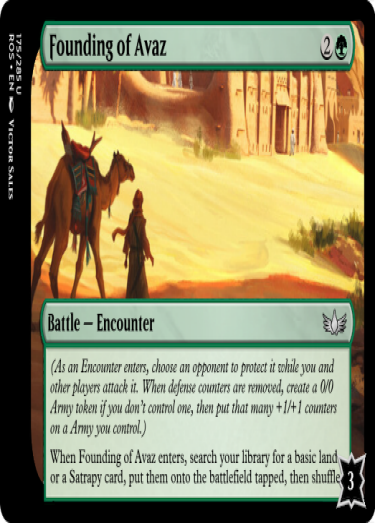 Founding of Avaz 2
175/285 U
ROS • EN VICTOR SALES
Battle – Encounter
(As an Encounter enters, choose an opponent to protect it while you and
other players attack it. When defense counters are removed, create a 0/0
Army token if you don't control one, then put that many +1/+1 counters
on a Army you control.)
When Founding of Avaz enters, search your library for a basic land
or a Satrapy card, put them onto the battlefield tapped, then shuffle
3